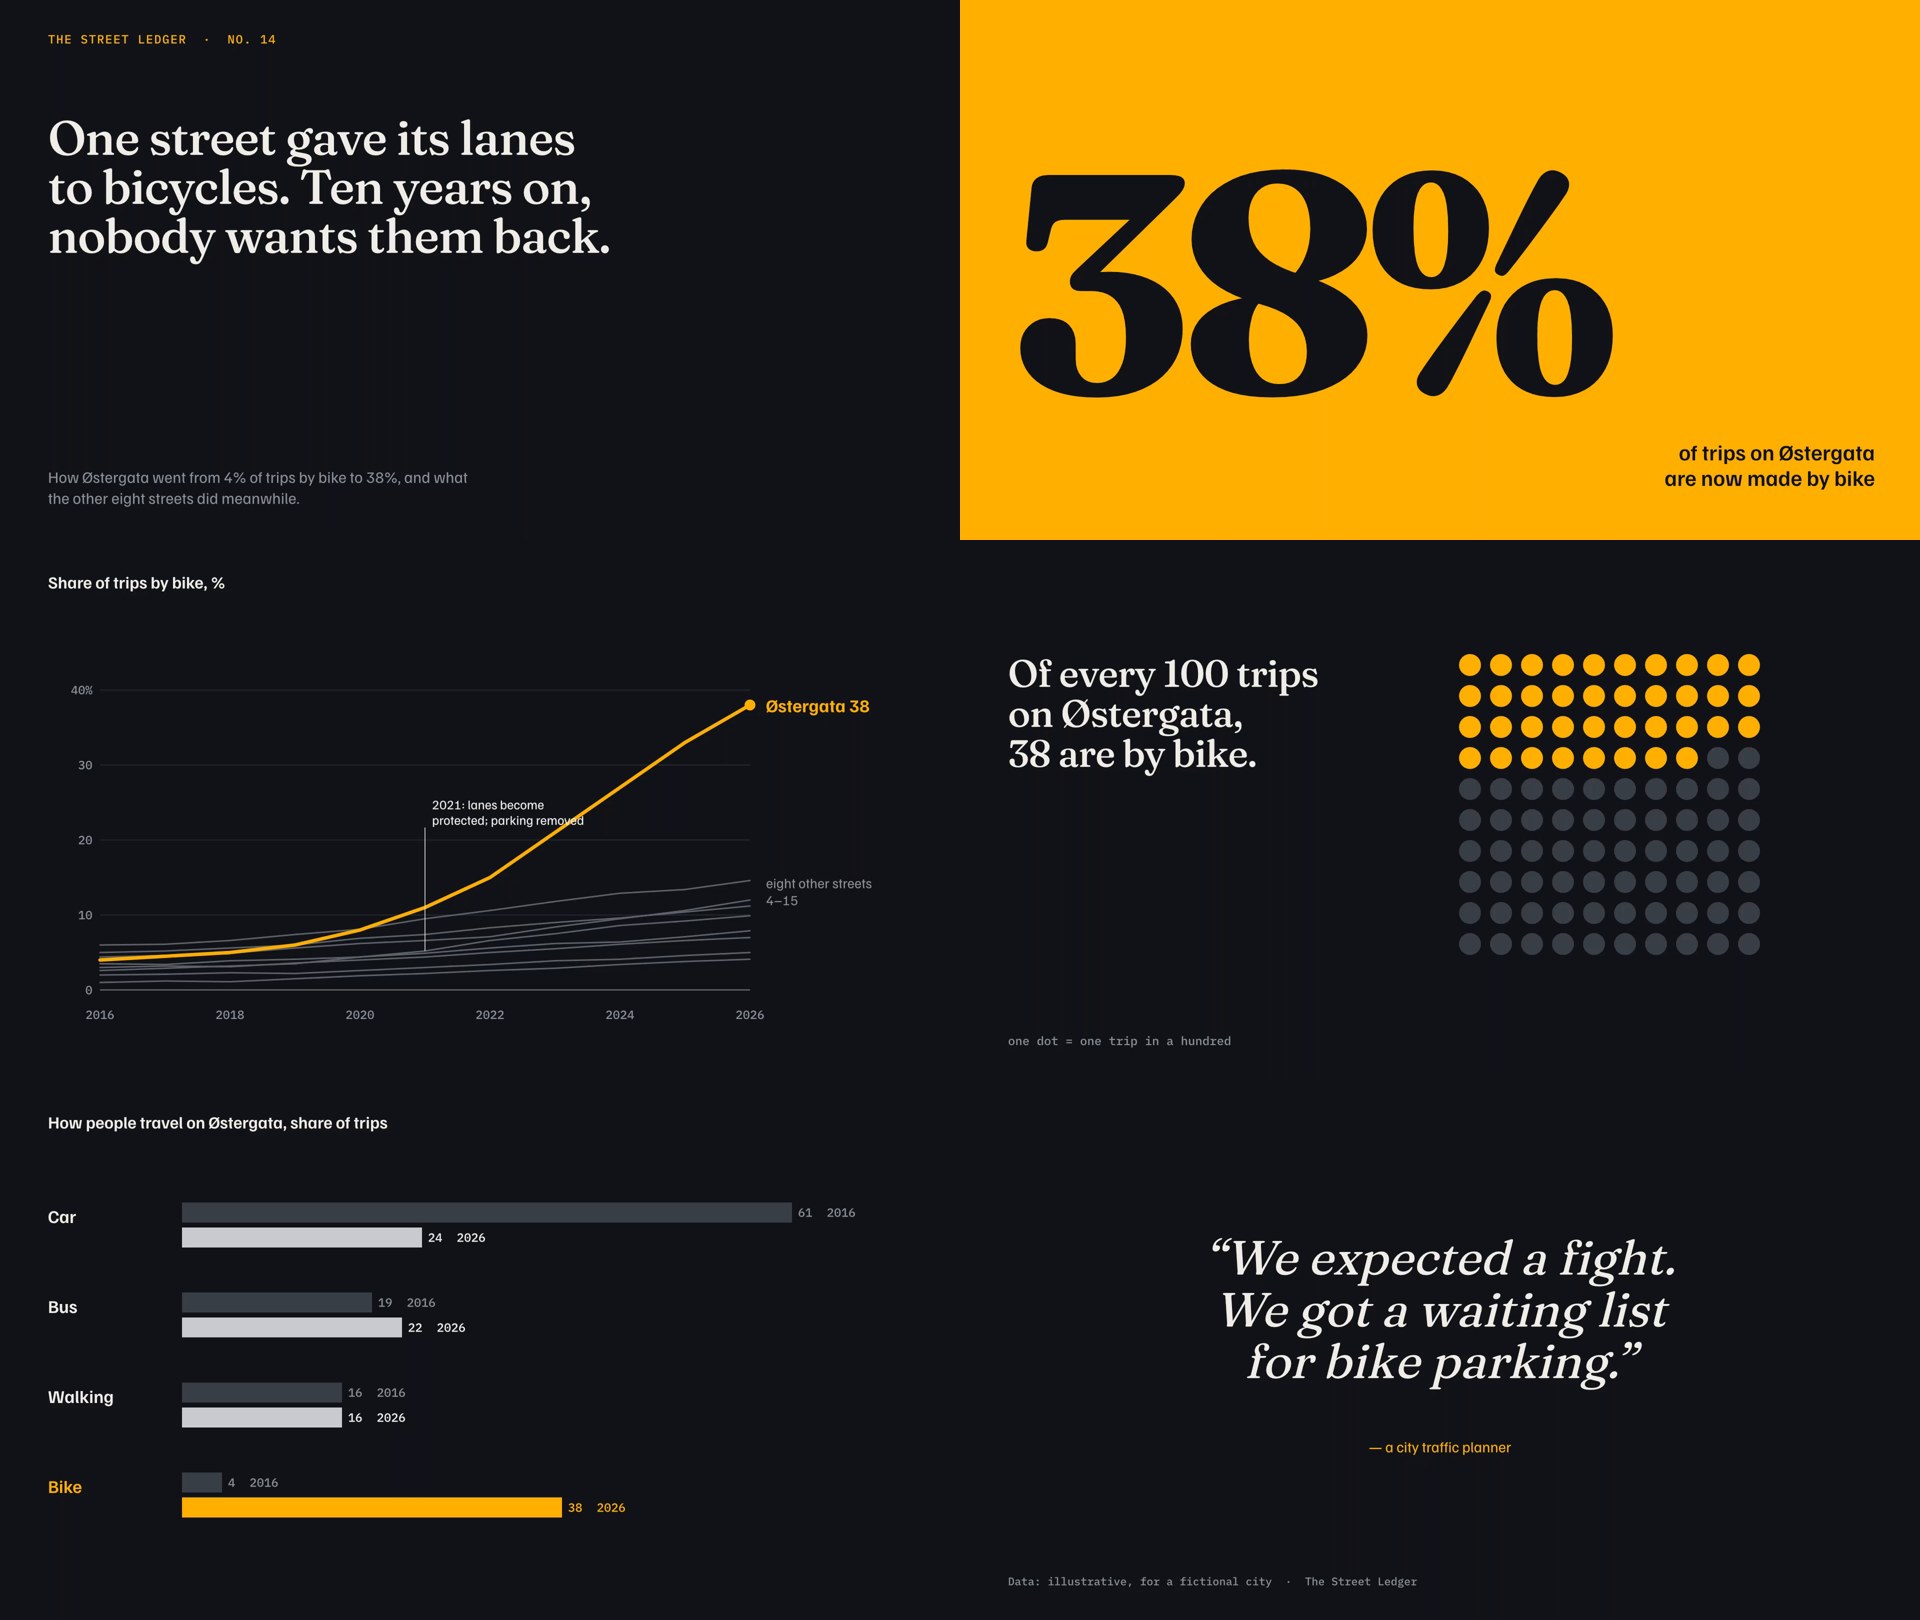 THE STREET LEDGER · NO. 14
One street gave its lanes
to bicycles. Ten years on,
nobody wants them back.
How Østergata went from 4% of trips by bike to 38%, and what
the other eight streets did meanwhile.
38%
of trips on Østergata
are now made by bike
Share of trips by bike, %
40%
30
20
10
0
2016
2018
2020
2022
2024
2026
2021: lanes become
protected; parking removed
Østergata 38
eight other streets
4–15
Of every 100 trips
on Østergata,
38 are by bike.
one dot = one trip in a hundred
How people travel on Østergata, share of trips
Car
61 2016
24 2026
Bus
19 2016
22 2026
Walking
16 2016
16 2026
Bike
4 2016
38 2026
“We expected a fight.
We got a waiting list
for bike parking.”
— a city traffic planner
Data: illustrative, for a fictional city · The Street Ledger